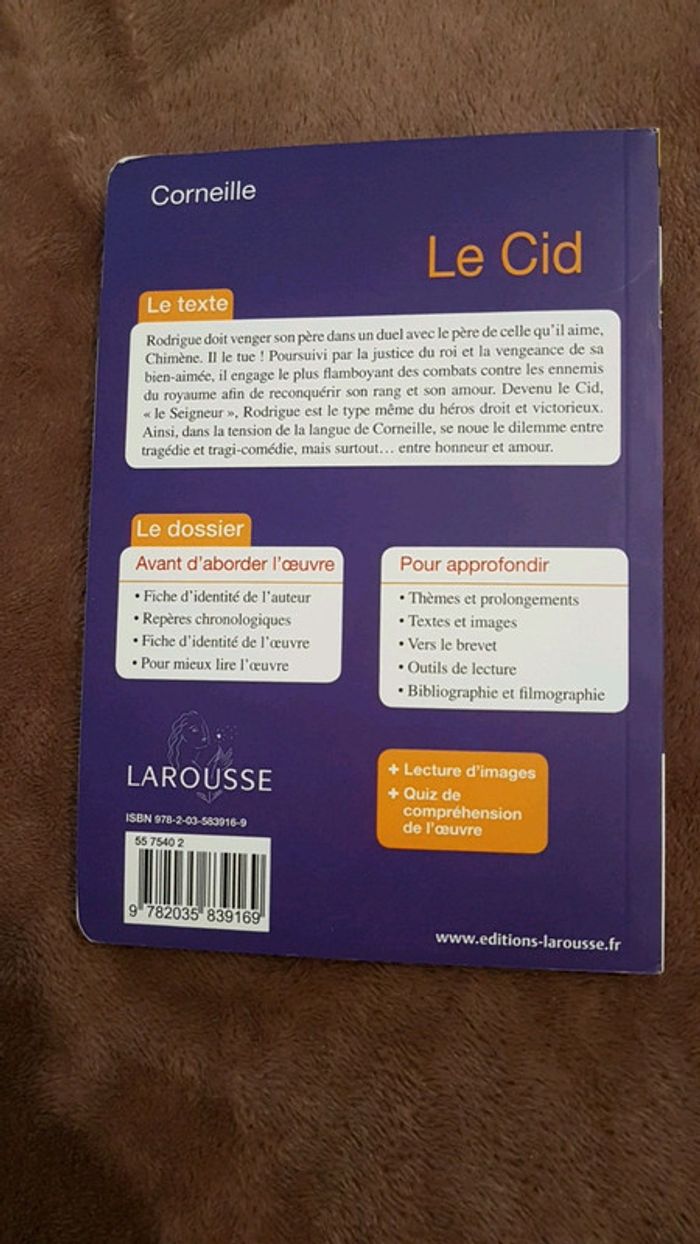 Corneille
Le Cid
Le texte
Rodrigue doit venger son père dans un duel avec le père de celle qu'il aime,
Chimène. Il le tue ! Poursuivi par la justice du roi et la vengeance de sa
bien-aimée, il engage le plus flamboyant des combats contre les ennemis
du royaume afin de reconquérir son rang et son amour. Devenu le Cid,
« le Seigneur », Rodrigue est le type même du héros droit et victorieux.
Ainsi, dans la tension de la langue de Corneille, se noue le dilemme entre
tragédie et tragi-comédie, mais surtout… entre honneur et amour.
Le dossier
Avant d'aborder l'œuvre
• Fiche d'identité de l'auteur
• Repères chronologiques
• Fiche d'identité de l'œuvre
• Pour mieux lire l'œuvre
Pour approfondir
• Thèmes et prolongements
• Textes et images
• Vers le brevet
• Outils de lecture
• Bibliographie et filmographie
+ Lecture d'images
+ Quiz de
compréhension
de l'œuvre
LAROUSSE
ISBN 978-2-03-583916-9
55 7540 2
9 782035 839169
www.editions-larousse.fr